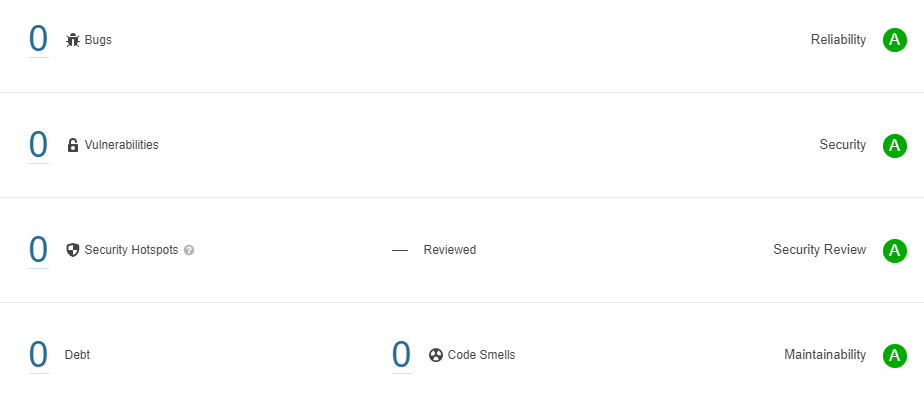 0 Bugs Reliability A
0 Vulnerabilities Security A
0 Security Hotspots ? — Reviewed Security Review A
0 Debt 0 Code Smells Maintainability A